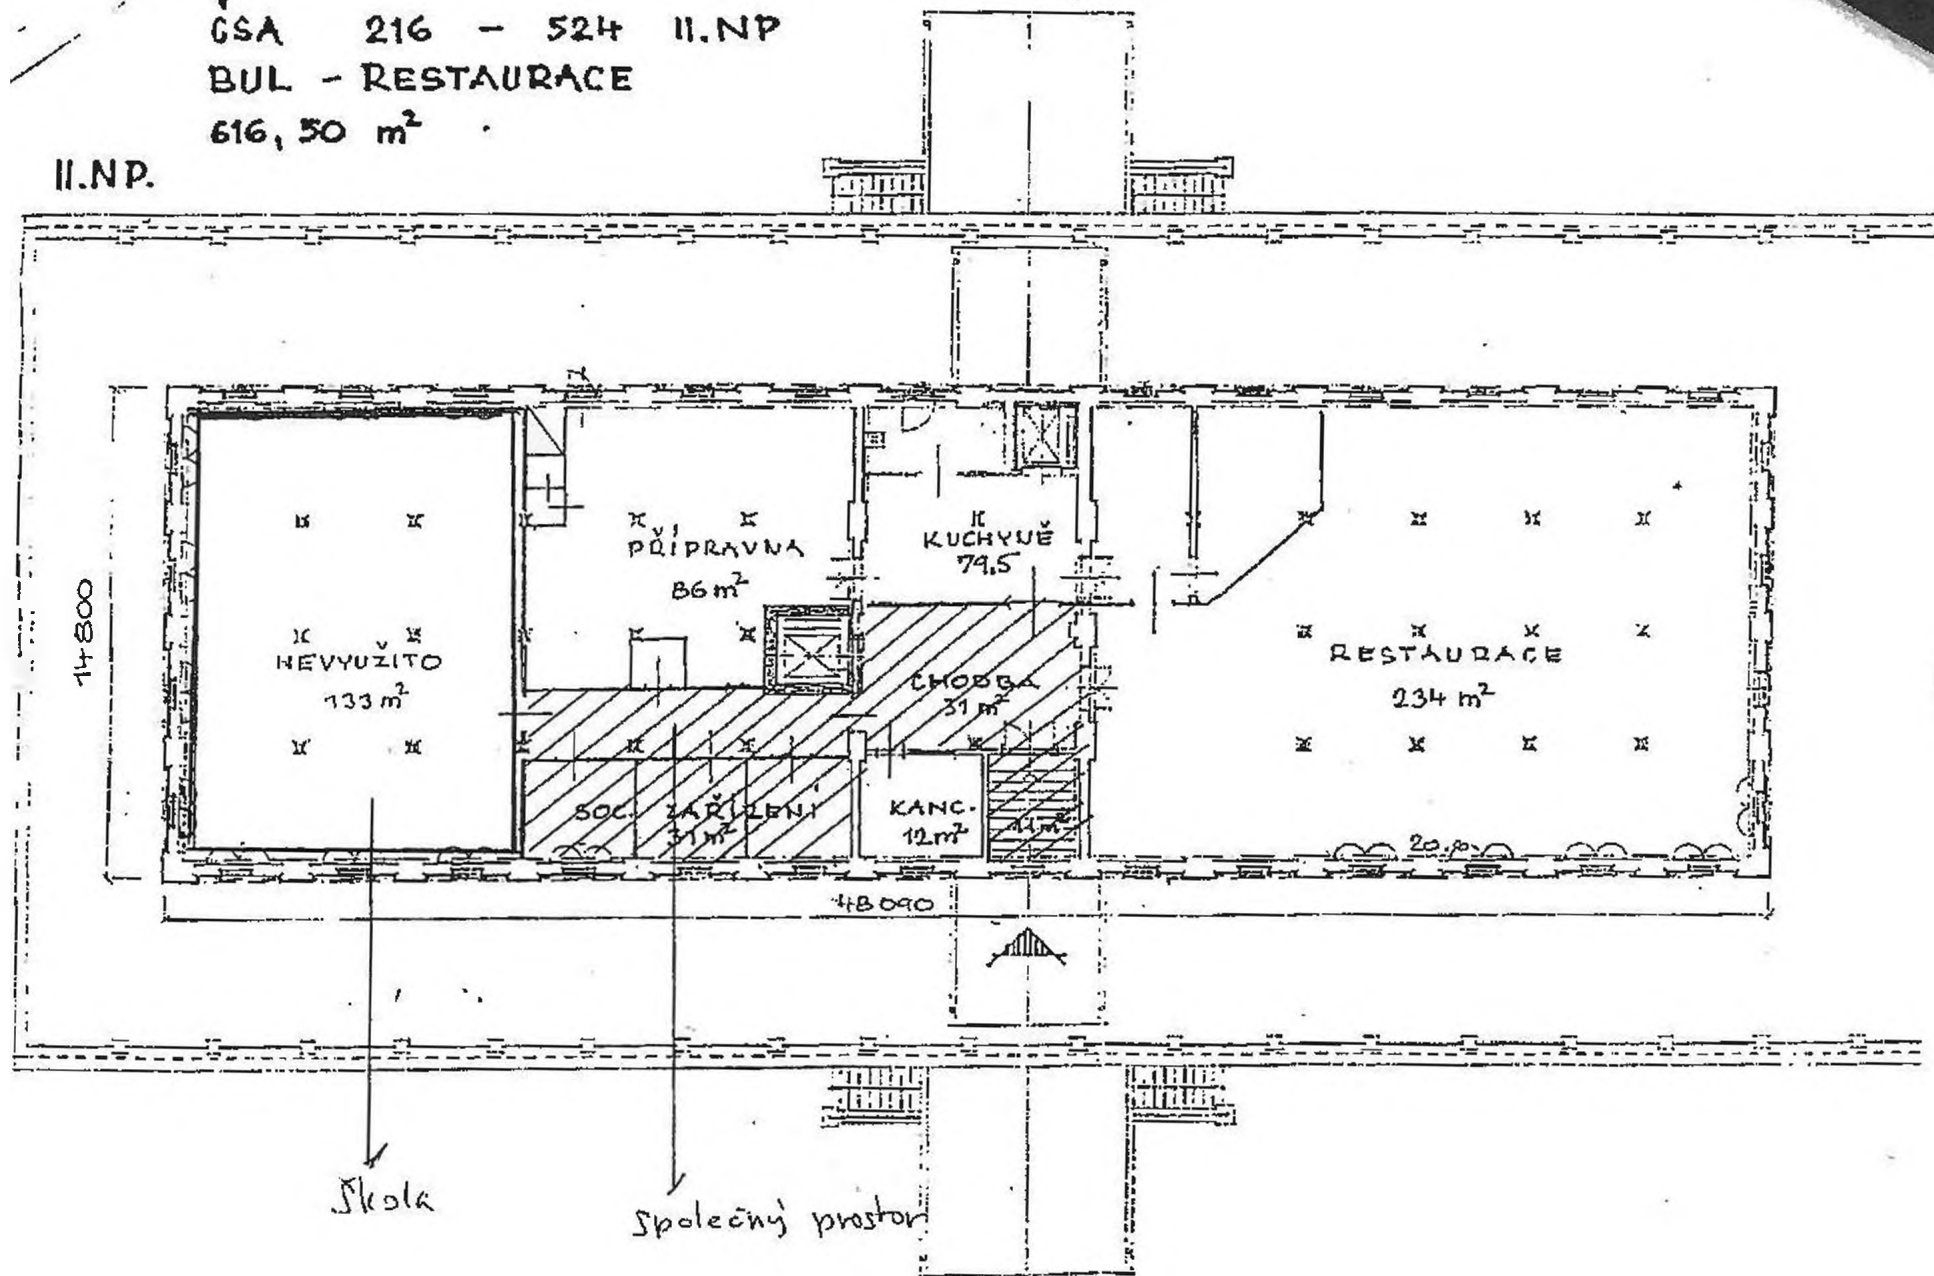 ČSA 216 - 524 II.NP
BUL - RESTAURACE
616,50 m²
II.NP.
PŘÍPRAVNA
86 m²
KUCHYNĚ
79.5
NEVYUŽITO
133 m²
CHODBA
31 m²
RESTAURACE
234 m²
SOC. ZAŘÍZENÍ
31 m²
KANC.
12 m²
11 m²
14800
48090
Škola
společný prostor